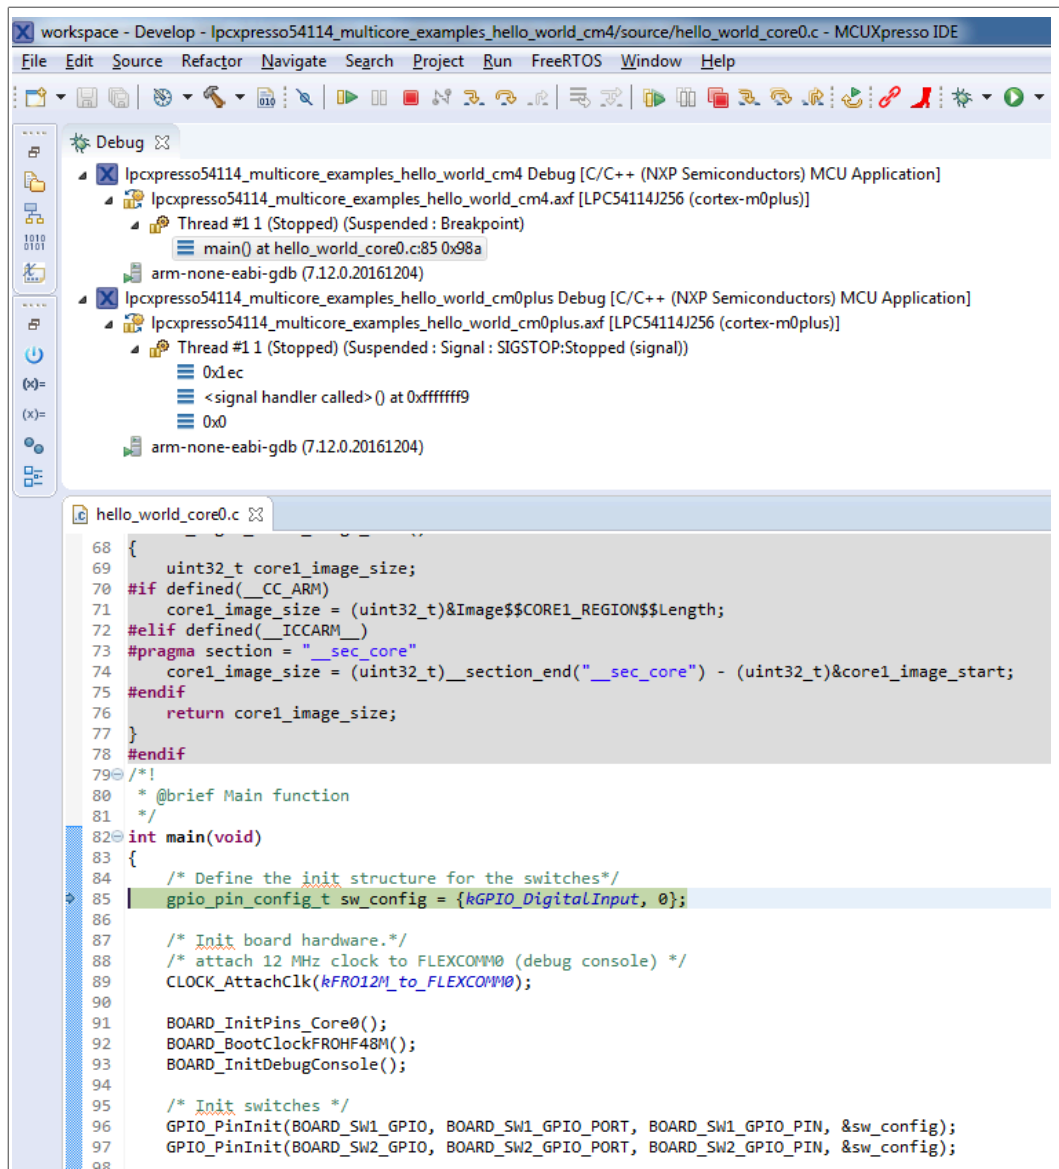 workspace - Develop - lpcxpresso54114_multicore_examples_hello_world_cm4/source/hello_world_core0.c - MCUXpresso IDE
File Edit Source Refactor Navigate Search Project Run FreeRTOS Window Help
Debug
lpcxpresso54114_multicore_examples_hello_world_cm4 Debug [C/C++ (NXP Semiconductors) MCU Application]
lpcxpresso54114_multicore_examples_hello_world_cm4.axf [LPC54114J256 (cortex-m0plus)]
Thread #1 1 (Stopped) (Suspended : Breakpoint)
main() at hello_world_core0.c:85 0x98a
arm-none-eabi-gdb (7.12.0.20161204)
lpcxpresso54114_multicore_examples_hello_world_cm0plus Debug [C/C++ (NXP Semiconductors) MCU Application]
lpcxpresso54114_multicore_examples_hello_world_cm0plus.axf [LPC54114J256 (cortex-m0plus)]
Thread #1 1 (Stopped) (Suspended : Signal : SIGSTOP:Stopped (signal))
0x1ec
<signal handler called>() at 0xfffffff9
0x0
arm-none-eabi-gdb (7.12.0.20161204)
hello_world_core0.c
68 {
69     uint32_t core1_image_size;
70 #if defined(__CC_ARM)
71     core1_image_size = (uint32_t)&Image$$CORE1_REGION$$Length;
72 #elif defined(__ICCARM__)
73 #pragma section = "__sec_core"
74     core1_image_size = (uint32_t)__section_end("__sec_core") - (uint32_t)&core1_image_start;
75 #endif
76     return core1_image_size;
77 }
78 #endif
79 /*!
80  * @brief Main function
81  */
82 int main(void)
83 {
84     /* Define the init structure for the switches*/
85     gpio_pin_config_t sw_config = {kGPIO_DigitalInput, 0};
86
87     /* Init board hardware.*/
88     /* attach 12 MHz clock to FLEXCOMM0 (debug console) */
89     CLOCK_AttachClk(kFRO12M_to_FLEXCOMM0);
90
91     BOARD_InitPins_Core0();
92     BOARD_BootClockFROHF48M();
93     BOARD_InitDebugConsole();
94
95     /* Init switches */
96     GPIO_PinInit(BOARD_SW1_GPIO, BOARD_SW1_GPIO_PORT, BOARD_SW1_GPIO_PIN, &sw_config);
97     GPIO_PinInit(BOARD_SW2_GPIO, BOARD_SW2_GPIO_PORT, BOARD_SW2_GPIO_PIN, &sw_config);
98